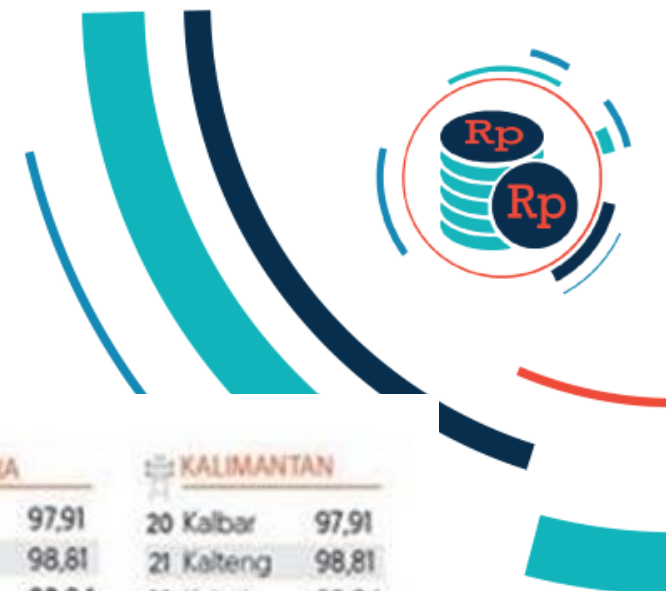 Rp
Rp
RA KALIMANTAN
97,91 20 Kalbar 97,91
98,81 21 Kalteng 98,81